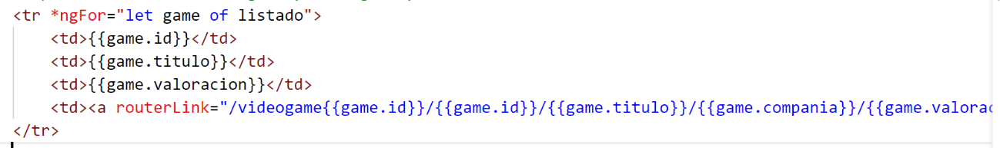 <tr *ngFor="let game of listado">
<td>{{game.id}}</td>
<td>{{game.titulo}}</td>
<td>{{game.valoracion}}</td>
<td><a routerLink="/videogame{{game.id}}/{{game.id}}/{{game.titulo}}/{{game.compania}}/{{game.valorac
</tr>